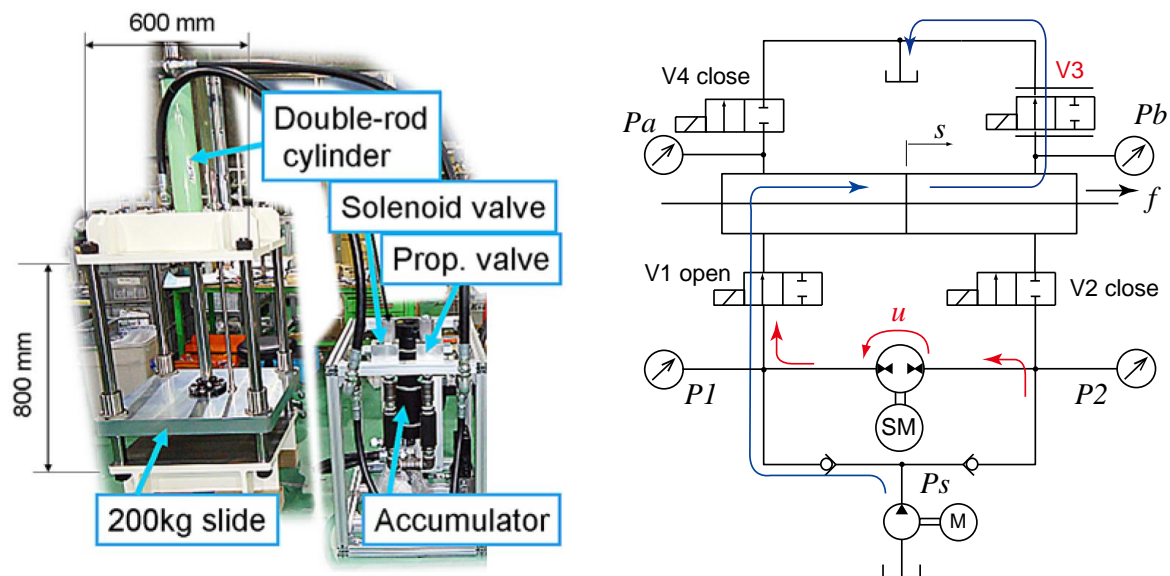 600 mm
Double-rod
cylinder
Solenoid valve
Prop. valve
800 mm
200kg slide
Accumulator
V4 close
V3
Pa
Pb
s
f
V1 open
V2 close
u
P1
P2
SM
Ps
M